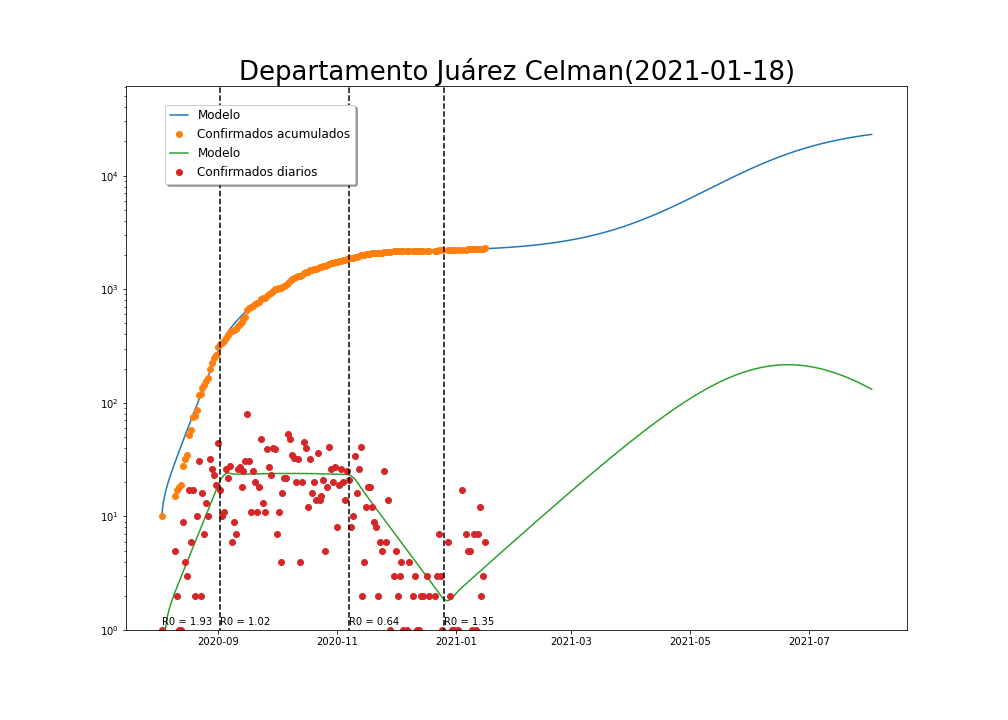 Departamento Juárez Celman(2021-01-18)
Modelo
Confirmados acumulados
Modelo
Confirmados diarios
10⁴
10³
10²
10¹
10⁰
R0 = 1.93 R0 = 1.02 R0 = 0.64 R0 = 1.35
2020-09 2020-11 2021-01 2021-03 2021-05 2021-07